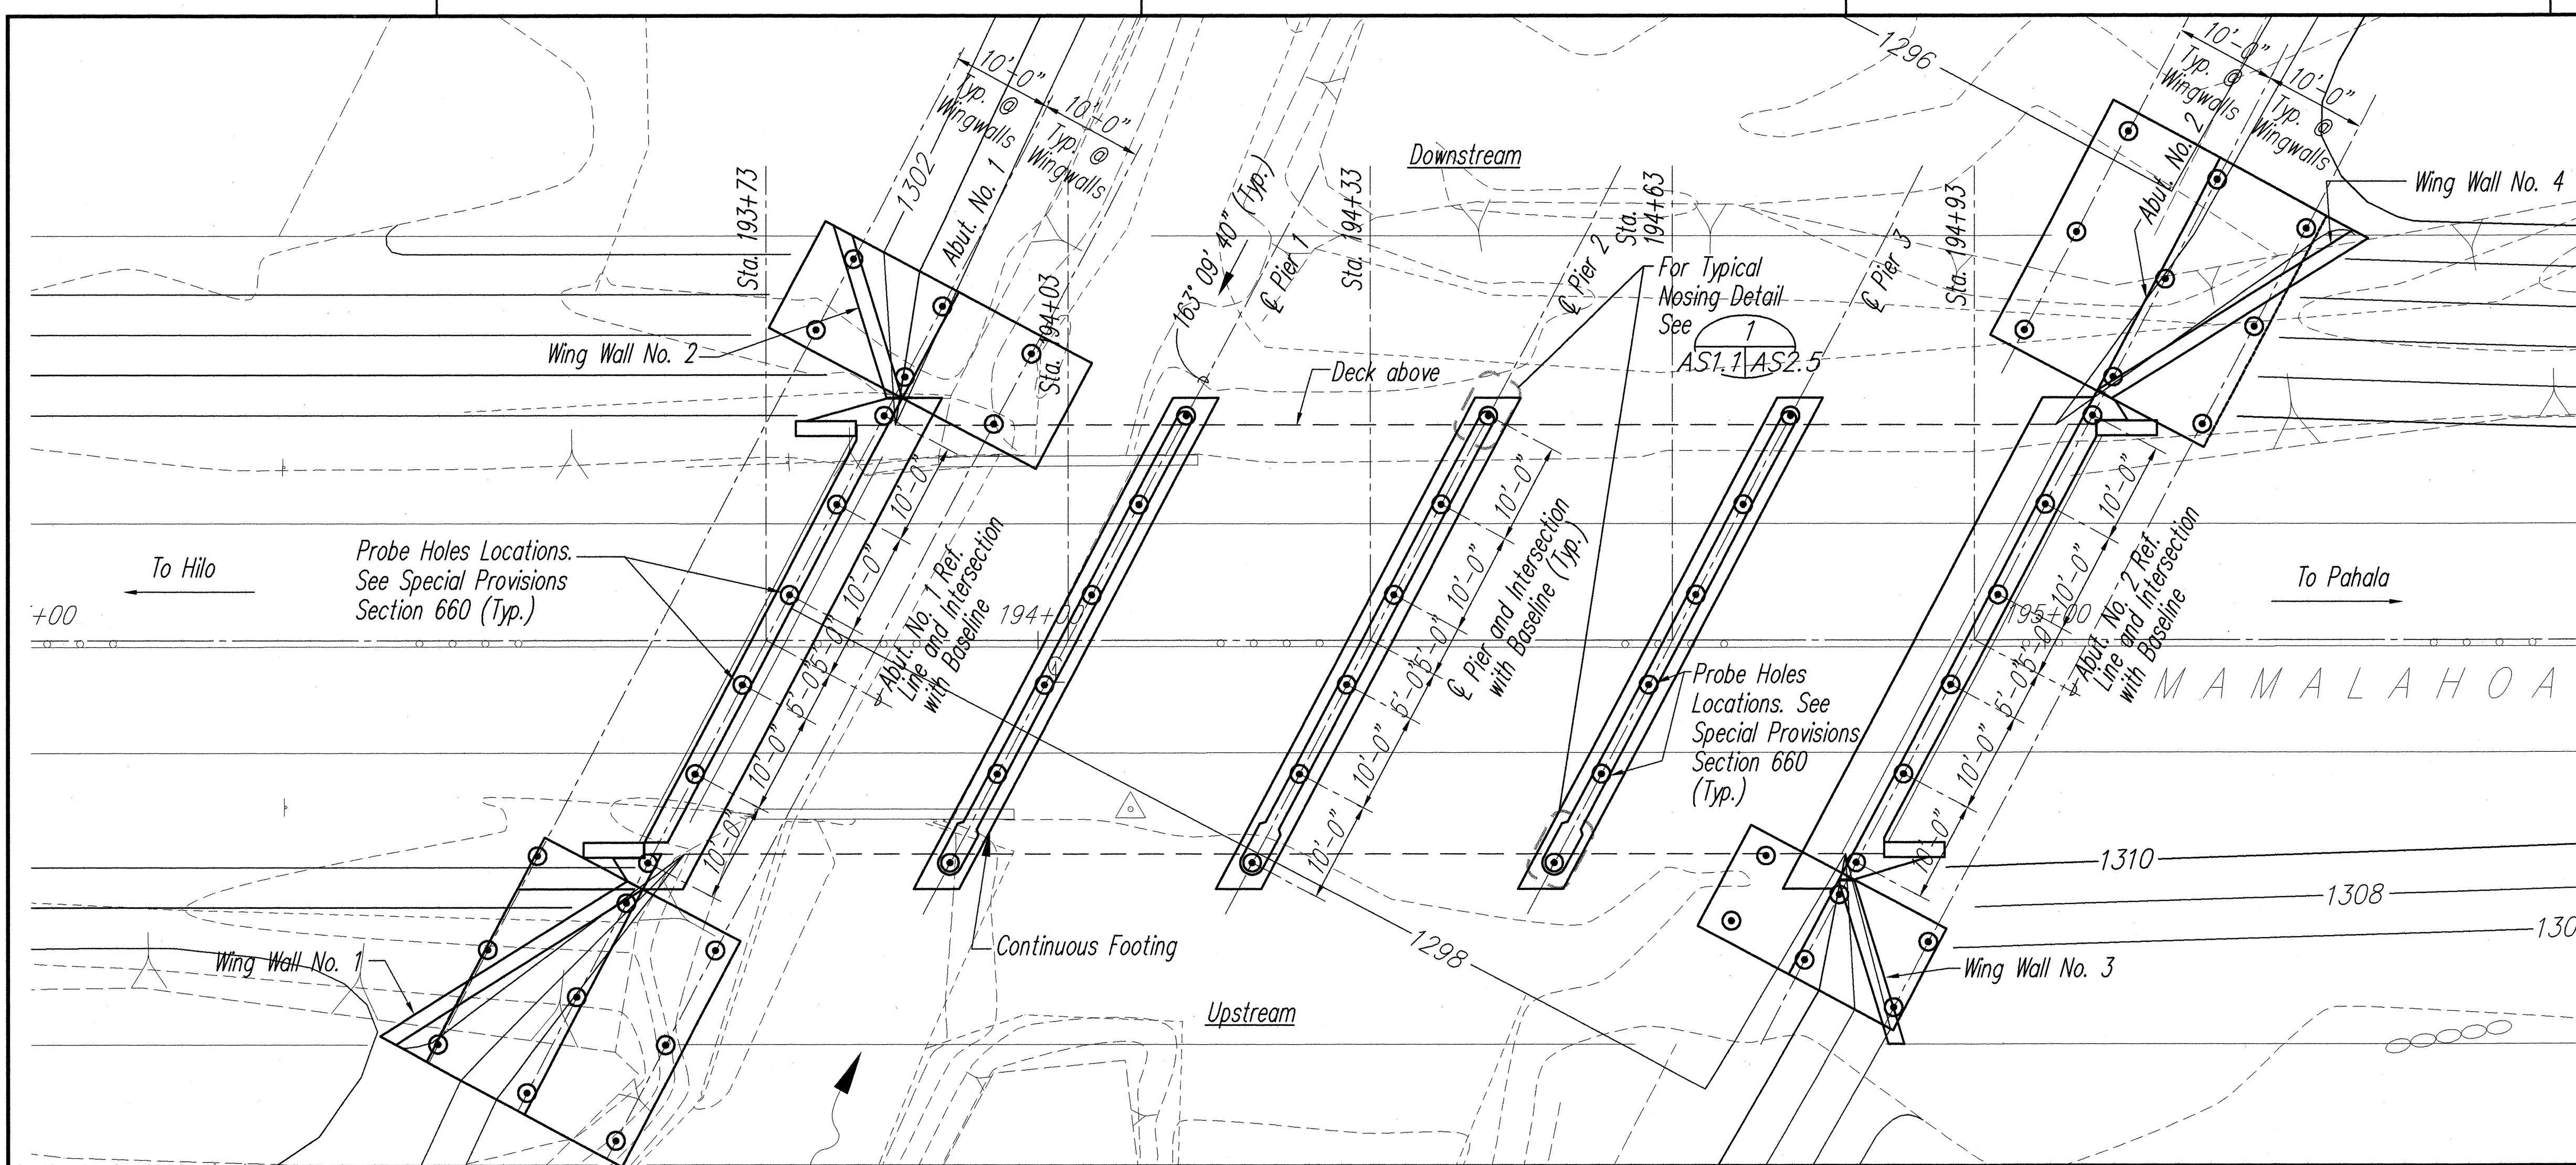 10'-0"
Typ. @
Wingwalls
10'-0"
Typ. @
Wingwalls
1296
10'-0"
Typ. @
Wingwalls
10'-0"
Typ. @
Wingwalls
1302
Abut. No. 1
Sta. 193+73
Sta. 194+03
163° 09' 40" (Typ.)
℄ Pier 1
Sta. 194+33
Downstream
℄ Pier 2
Sta.
194+63
℄ Pier 3
Sta. 194+93
Abut. No. 2
Wing Wall No. 4
For Typical
Nosing Detail
See
1
AS1.1
AS2.5
Wing Wall No. 2
Deck above
10'-0"
10'-0"
10'-0"
10'-0"
10'-0"
10'-0"
Probe Holes Locations.
See Special Provisions
Section 660 (Typ.)
To Hilo
To Pahala
+00
194+00
195+00
Abut. No. 1 Ref.
Line and Intersection
with Baseline
℄ Pier and Intersection
with Baseline (Typ.)
Abut. No. 2 Ref.
Line and Intersection
with Baseline
5'-0"
5'-0"
5'-0"
5'-0"
5'-0"
5'-0"
MAMALAHOA
Probe Holes
Locations. See
Special Provisions
Section 660
(Typ.)
10'-0"
10'-0"
10'-0"
10'-0"
10'-0"
10'-0"
1310
1308
130
Continuous Footing
1298
Wing Wall No. 1
Wing Wall No. 3
Upstream